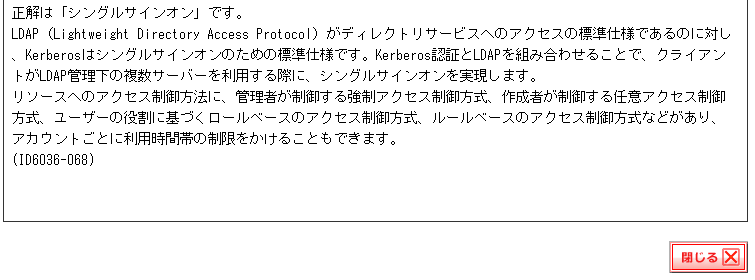 正解は「シングルサインオン」です。
LDAP (Lightweight Directory Access Protocol) がディレクトリサービスへのアクセスの標準仕様であるのに対し
、Kerberosはシングルサインオンのための標準仕様です。Kerberos認証とLDAPを組み合わせることで、クライアン
トがLDAP管理下の複数サーバーを利用する際に、シングルサインオンを実現します。
リソースへのアクセス制御方法に、管理者が制御する強制アクセス制御方式、作成者が制御する任意アクセス制御
方式、ユーザーの役割に基づくロールベースのアクセス制御方式、ルールベースのアクセス制御方式などがあり、
アカウントごとに利用時間帯の制限をかけることもできます。
(ID6036-068)
閉じる